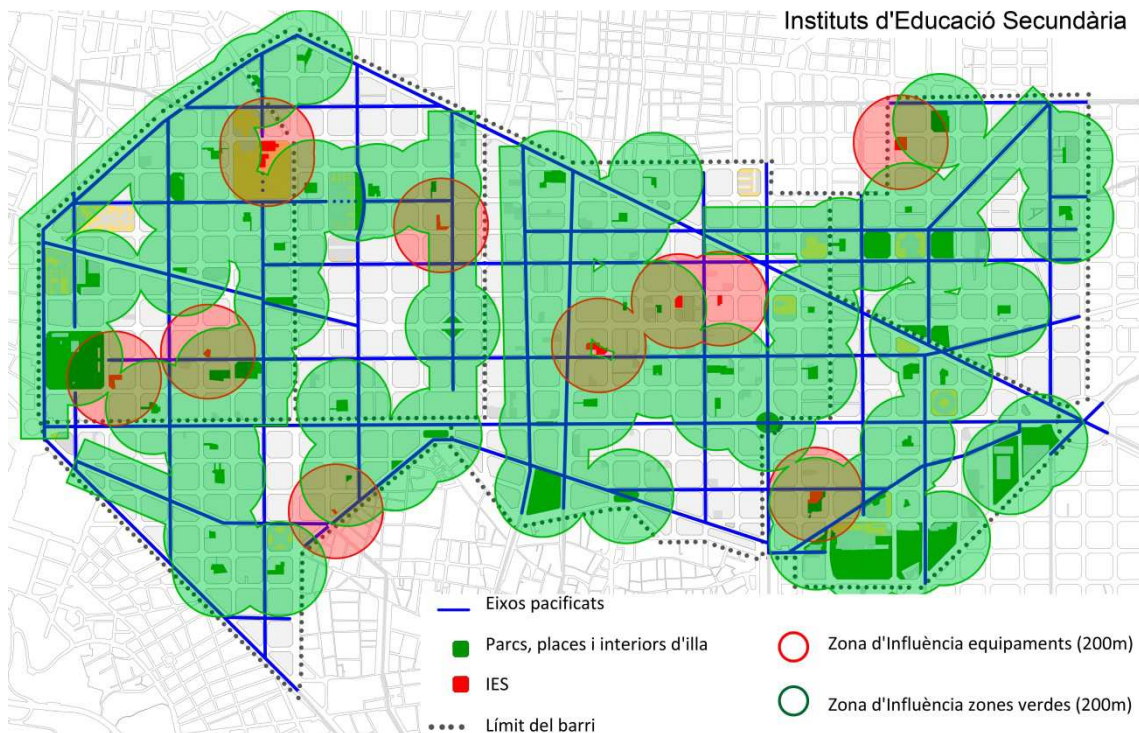 Instituts d'Educació Secundària
Eixos pacificats
Parcs, places i interiors d'illa
IES
Límit del barri
Zona d'Influència equipaments (200m)
Zona d'Influència zones verdes (200m)